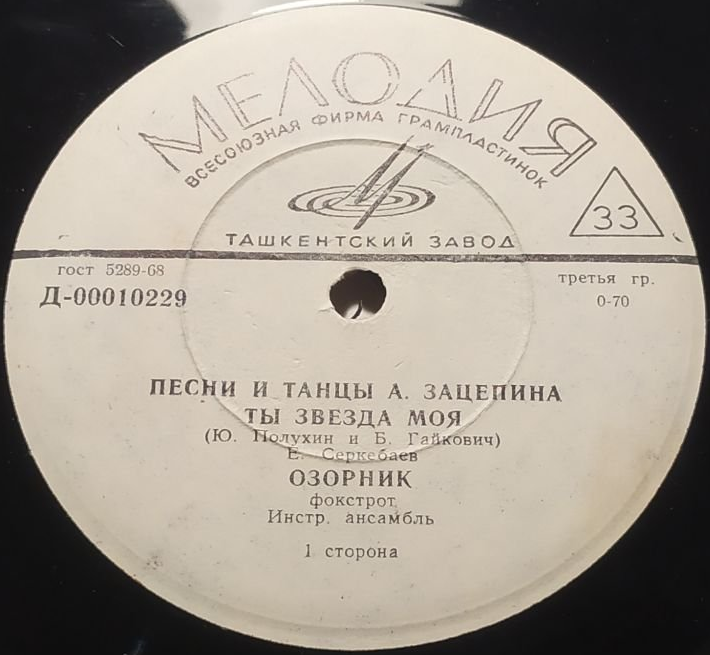 МЕЛОДИЯ
ВСЕСОЮЗНАЯ ФИРМА ГРАМПЛАСТИНОК
33
ТАШКЕНТСКИЙ ЗАВОД
гост 5289-68
третья гр.
Д-00010229
0-70
ПЕСНИ И ТАНЦЫ А. ЗАЦЕПИНА
ТЫ ЗВЕЗДА МОЯ
(Ю. Полухин и Б. Гайкович)
Е. Серкебаев
ОЗОРНИК
фокстрот
Инстр. ансамбль
1 сторона